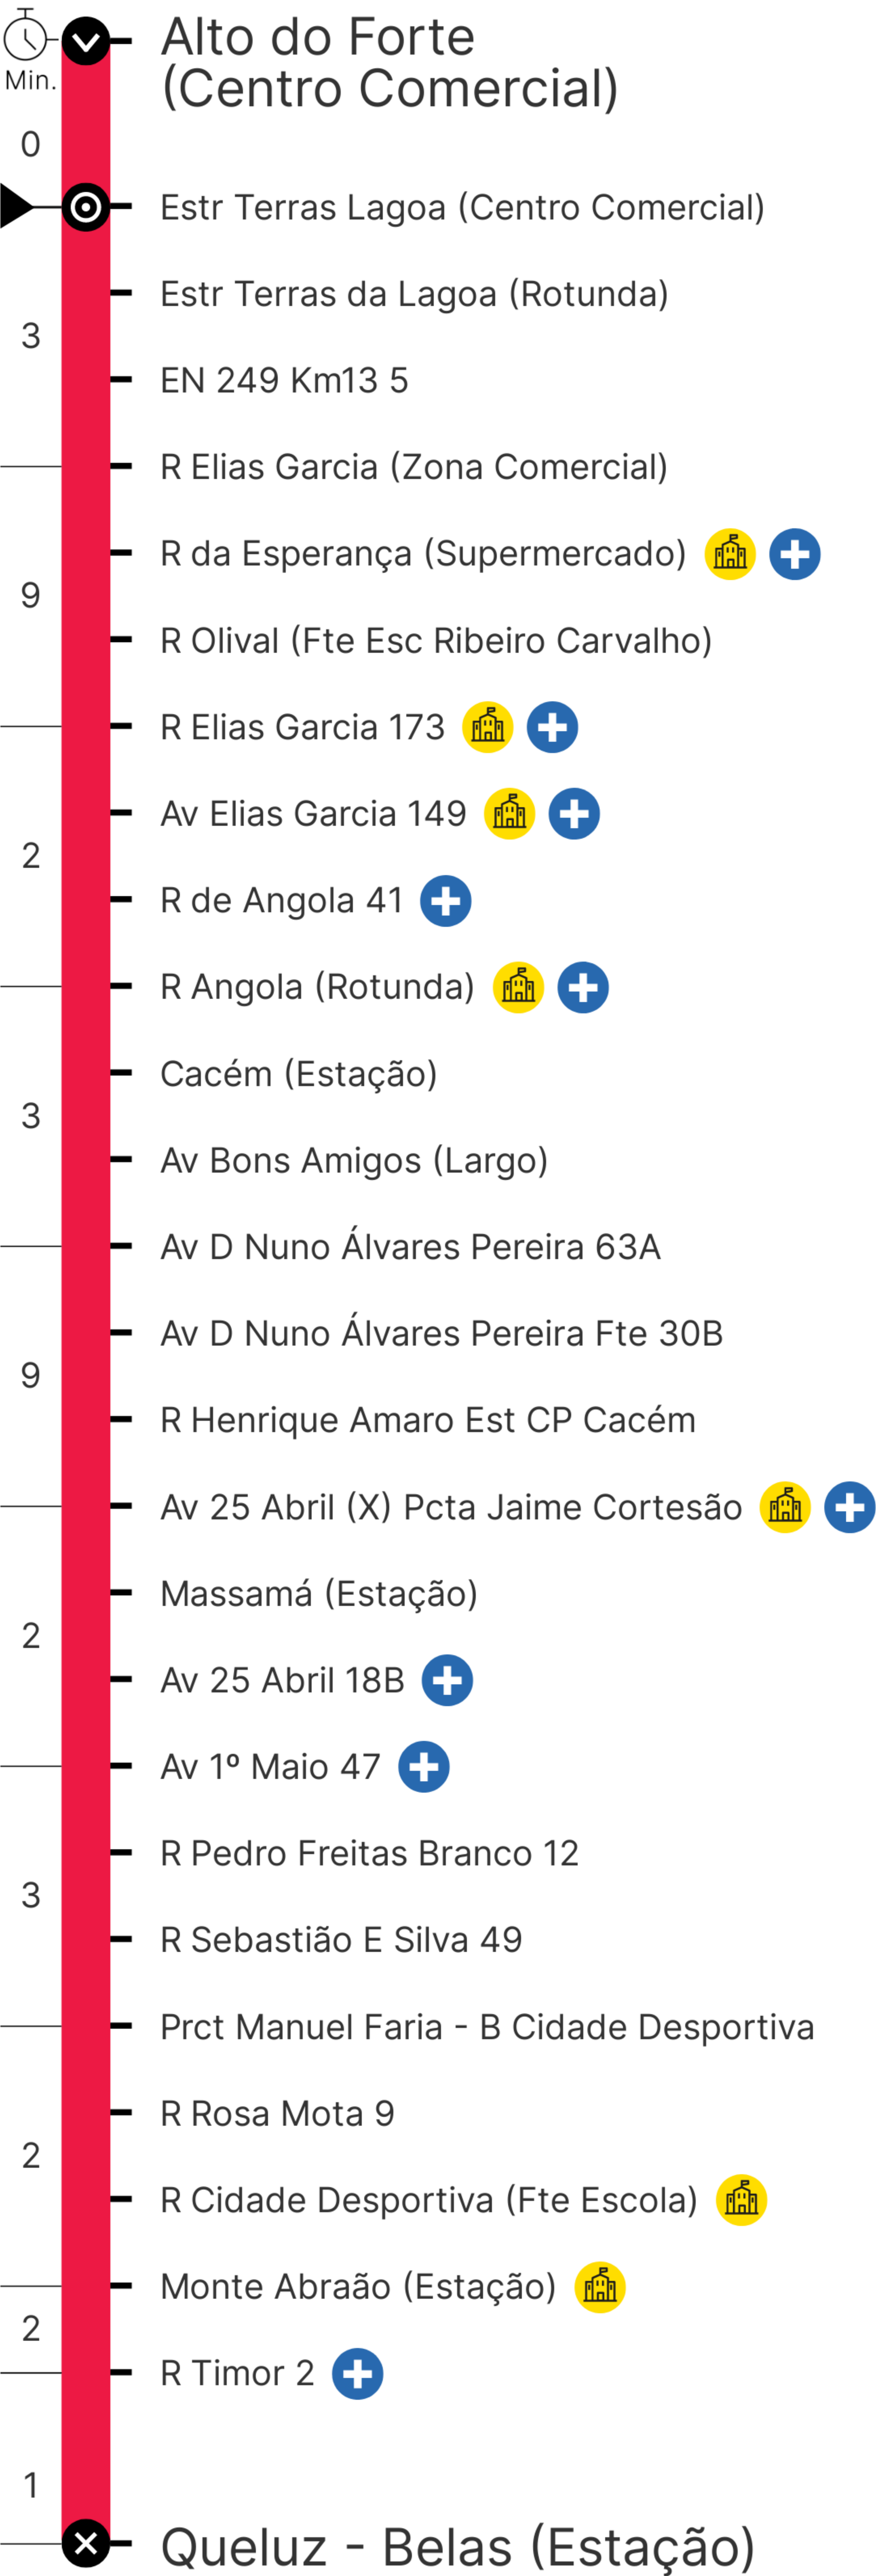 Alto do Forte
(Centro Comercial)
Min.
0
Estr Terras Lagoa (Centro Comercial)
Estr Terras da Lagoa (Rotunda)
3
EN 249 Km13 5
R Elias Garcia (Zona Comercial)
R da Esperança (Supermercado)
9
R Olival (Fte Esc Ribeiro Carvalho)
R Elias Garcia 173
Av Elias Garcia 149
2
R de Angola 41
R Angola (Rotunda)
Cacém (Estação)
3
Av Bons Amigos (Largo)
Av D Nuno Álvares Pereira 63A
Av D Nuno Álvares Pereira Fte 30B
9
R Henrique Amaro Est CP Cacém
Av 25 Abril (X) Pcta Jaime Cortesão
Massamá (Estação)
2
Av 25 Abril 18B
Av 1º Maio 47
R Pedro Freitas Branco 12
3
R Sebastião E Silva 49
Prct Manuel Faria - B Cidade Desportiva
R Rosa Mota 9
2
R Cidade Desportiva (Fte Escola)
Monte Abraão (Estação)
2
R Timor 2
1
Queluz - Belas (Estação)